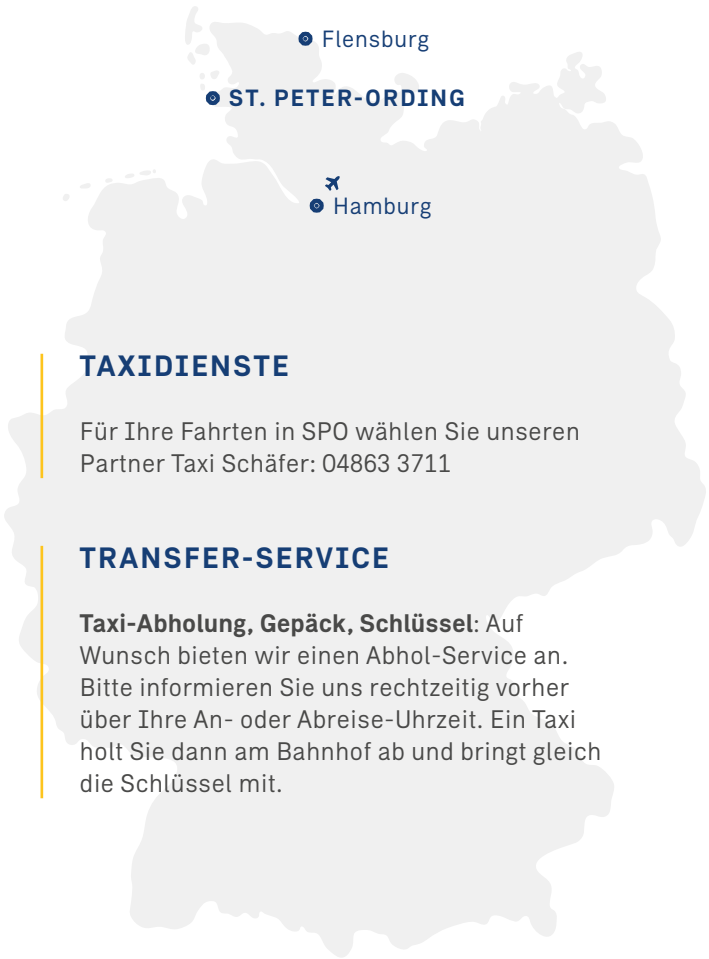 Flensburg
ST. PETER-ORDING
Hamburg
TAXIDIENSTE
Für Ihre Fahrten in SPO wählen Sie unseren
Partner Taxi Schäfer: 04863 3711
TRANSFER-SERVICE
Taxi-Abholung, Gepäck, Schlüssel: Auf
Wunsch bieten wir einen Abhol-Service an.
Bitte informieren Sie uns rechtzeitig vorher
über Ihre An- oder Abreise-Uhrzeit. Ein Taxi
holt Sie dann am Bahnhof ab und bringt gleich
die Schlüssel mit.